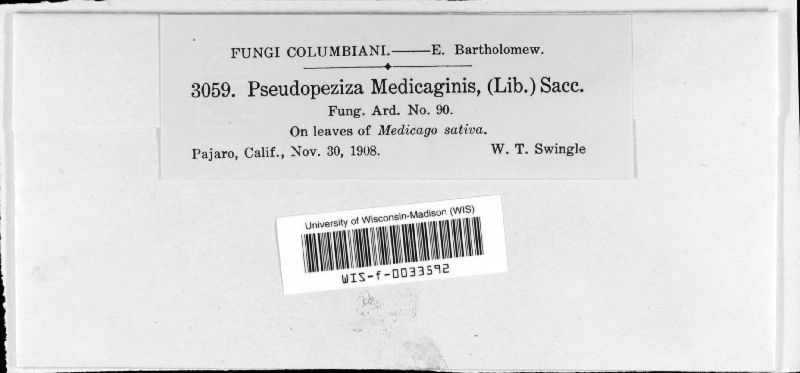 FUNGI COLUMBIANI.——E. Bartholomew.
3059. Pseudopeziza Medicaginis, (Lib.) Sacc.
Fung. Ard. No. 90.
On leaves of Medicago sativa.
Pajaro, Calif., Nov. 30, 1908. W. T. Swingle
University of Wisconsin-Madison (WIS)
WIS-f-0033592